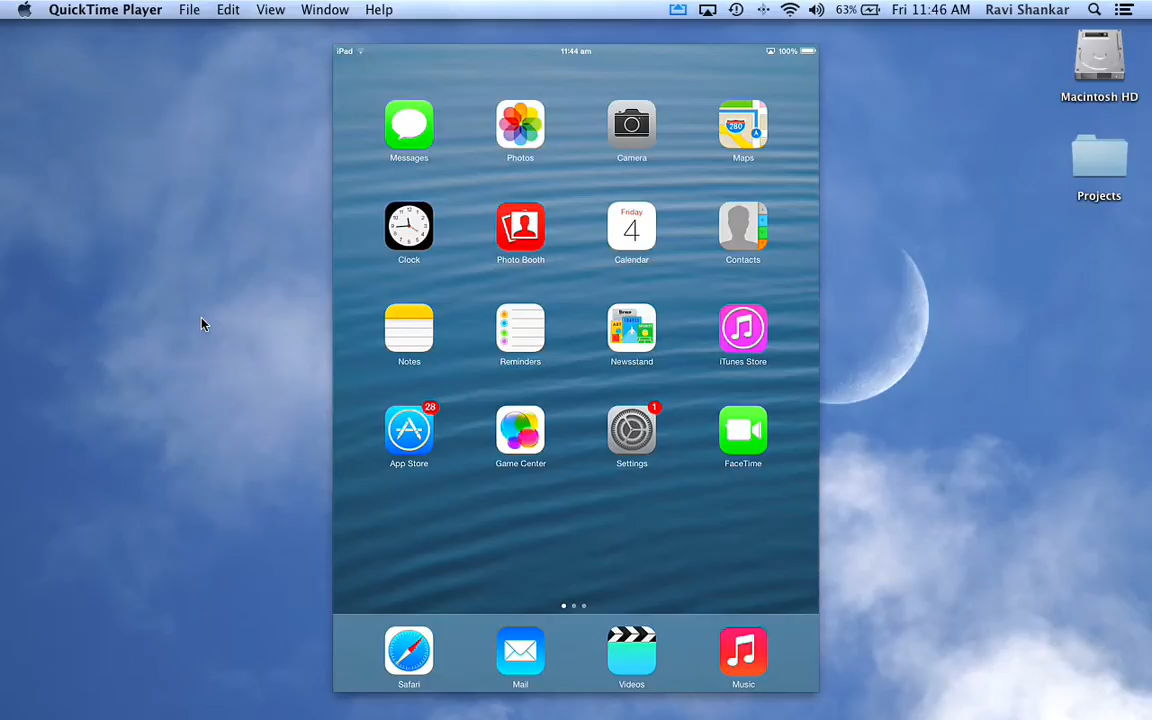 QuickTime Player File Edit View Window Help 63% Fri 11:46 AM Ravi Shankar
iPad 11:44 am 100%
Macintosh HD
Messages Photos Camera Maps
280
Projects
Friday
4
Clock Photo Booth Calendar Contacts
Notes Reminders Newsstand iTunes Store
28 1
App Store Game Center Settings FaceTime
Safari Mail Videos Music